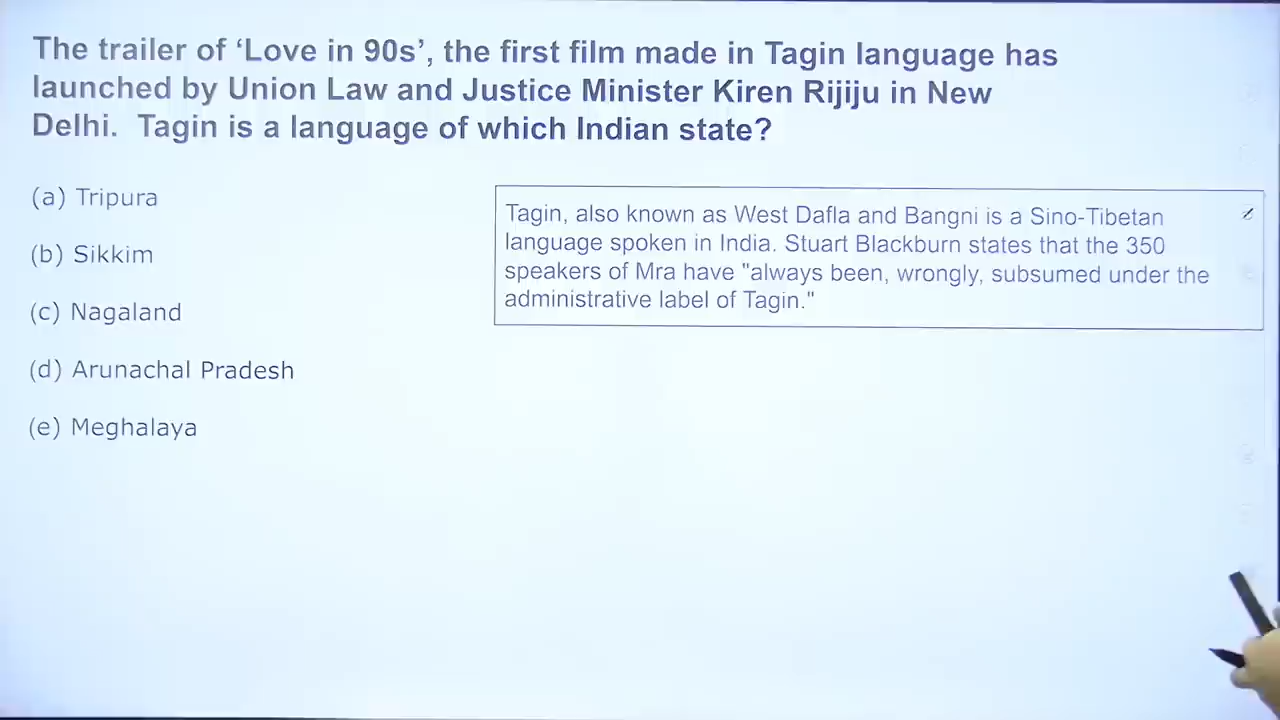 The trailer of ‘Love in 90s’, the first film made in Tagin language has
launched by Union Law and Justice Minister Kiren Rijiju in New
Delhi. Tagin is a language of which Indian state?
(a) Tripura
(b) Sikkim
(c) Nagaland
(d) Arunachal Pradesh
(e) Meghalaya
Tagin, also known as West Dafla and Bangni is a Sino-Tibetan
language spoken in India. Stuart Blackburn states that the 350
speakers of Mra have "always been, wrongly, subsumed under the
administrative label of Tagin."